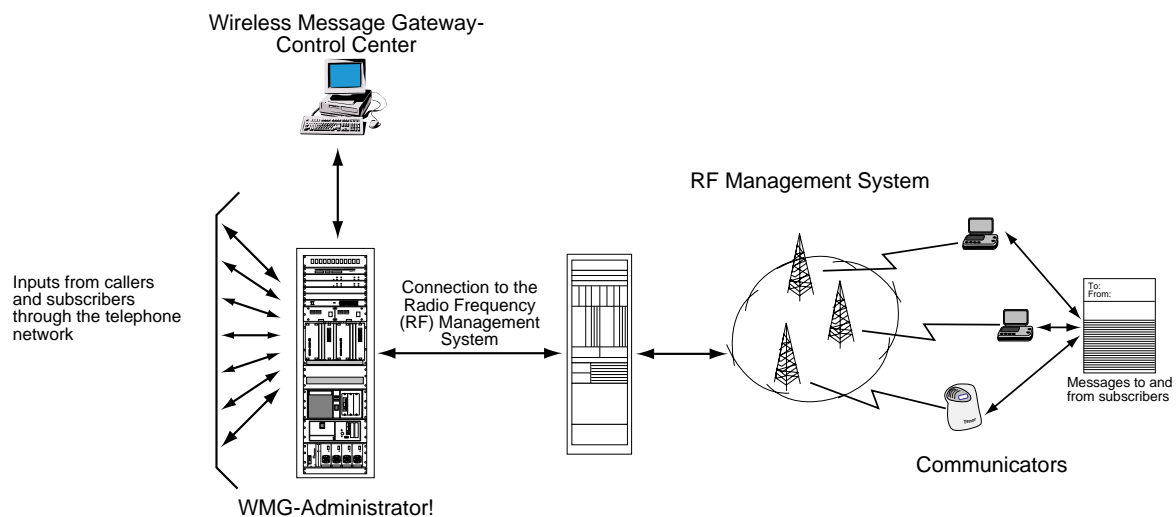 Wireless Message Gateway-
Control Center
RF Management System
Inputs from callers
and subscribers
through the telephone
network
Connection to the
Radio Frequency
(RF) Management
System
To:
From:
Messages to and
from subscribers
Communicators
WMG-Administrator!